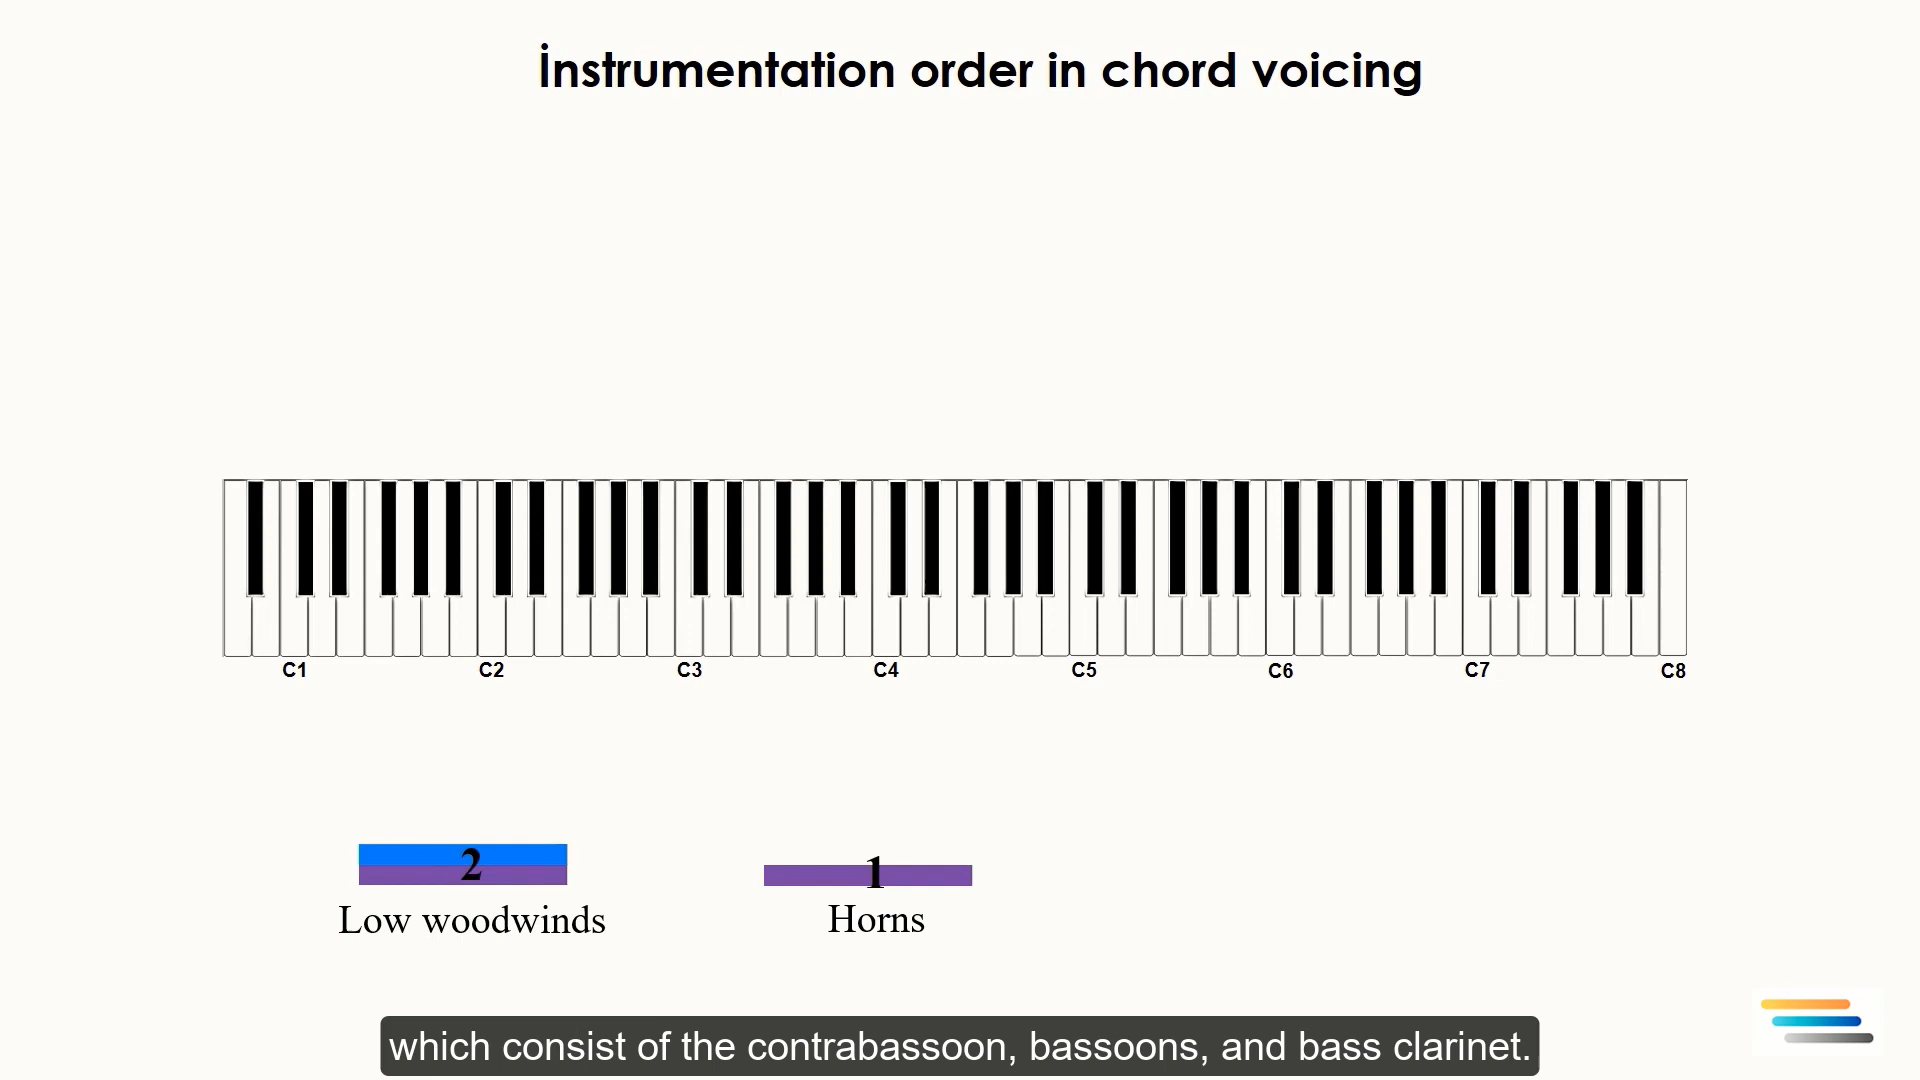 İnstrumentation order in chord voicing
C1 C2 C3 C4 C5 C6 C7 C8
2 1
Low woodwinds Horns
which consist of the contrabassoon, bassoons, and bass clarinet.